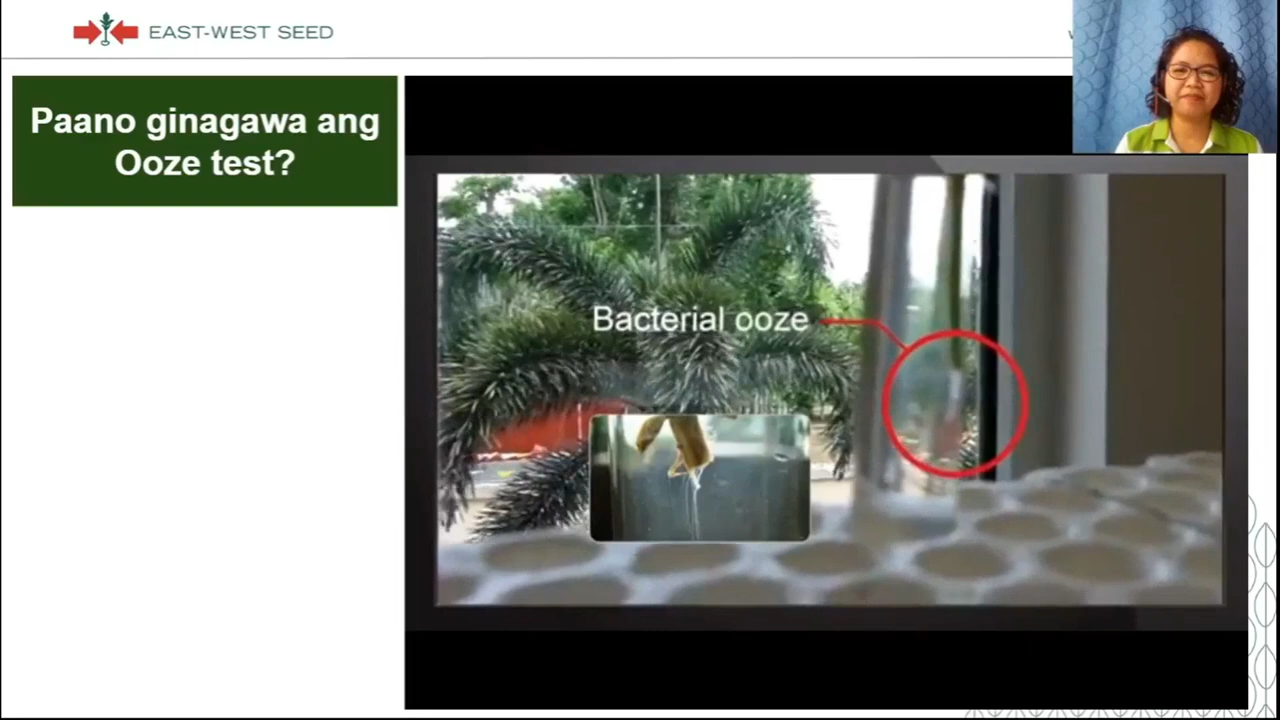 EAST-WEST SEED
Paano ginagawa ang
Ooze test?
Bacterial ooze